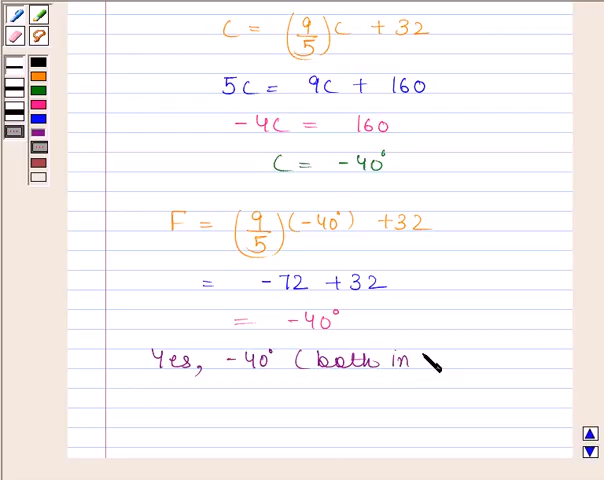 C = (9/5) C + 32
5C = 9C + 160
-4C = 160
C = -40°
F = (9/5) (-40°) + 32
= -72 + 32
= -40°
Yes, -40° (both in